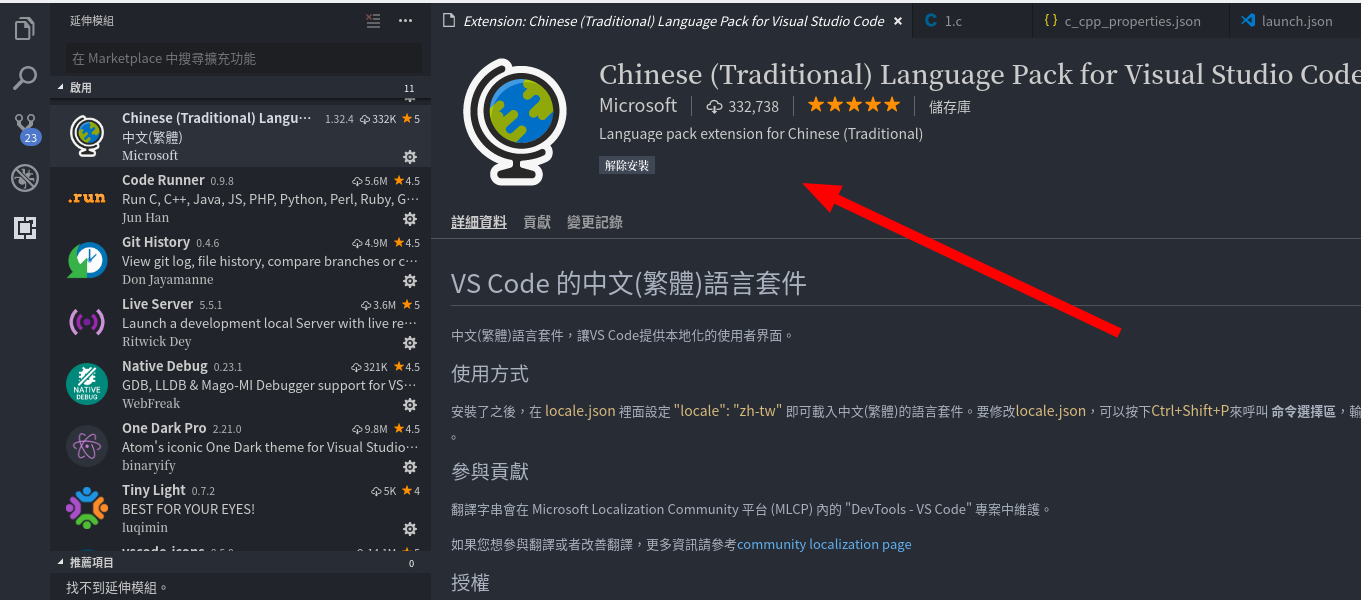 延伸模組
在 Marketplace 中搜尋擴充功能
啟用 11
Chinese (Traditional) Langu··· 1.32.4 332K 5
中文(繁體)
Microsoft
23
Code Runner 0.9.8 5.6M 4.5
.run
Run C, C++, Java, JS, PHP, Python, Perl, Ruby, G···
Jun Han
Git History 0.4.6 4.9M 4.5
View git log, file history, compare branches or c···
Don Jayamanne
Live Server 5.5.1 3.6M 5
Launch a development local Server with live re···
Ritwick Dey
Native Debug 0.23.1 321K 4.5
GDB, LLDB & Mago-MI Debugger support for VS···
NATIVE
DEBUG
WebFreak
One Dark Pro 2.21.0 9.8M 4.5
Atom's iconic One Dark theme for Visual Studio···
binaryify
Tiny Light 0.7.2 5K 4
BEST FOR YOUR EYES!
luqimin
推薦項目 0
找不到延伸模組。
Extension: Chinese (Traditional) Language Pack for Visual Studio Code × C 1.c {} c_cpp_properties.json launch.json
Chinese (Traditional) Language Pack for Visual Studio Code
Microsoft 332,738 ★★★★★ 儲存庫
Language pack extension for Chinese (Traditional)
解除安裝
詳細資料 貢獻 變更記錄
VS Code 的中文(繁體)語言套件
中文(繁體)語言套件，讓VS Code提供本地化的使用者界面。
使用方式
安裝了之後，在 locale.json 裡面設定 "locale": "zh-tw" 即可載入中文(繁體)的語言套件。要修改locale.json，可以按下Ctrl+Shift+P來呼叫 命令選擇區，輸
。
參與貢獻
翻譯字串會在 Microsoft Localization Community 平台 (MLCP) 內的 "DevTools - VS Code" 專案中維護。
如果您想參與翻譯或者改善翻譯，更多資訊請參考community localization page
授權